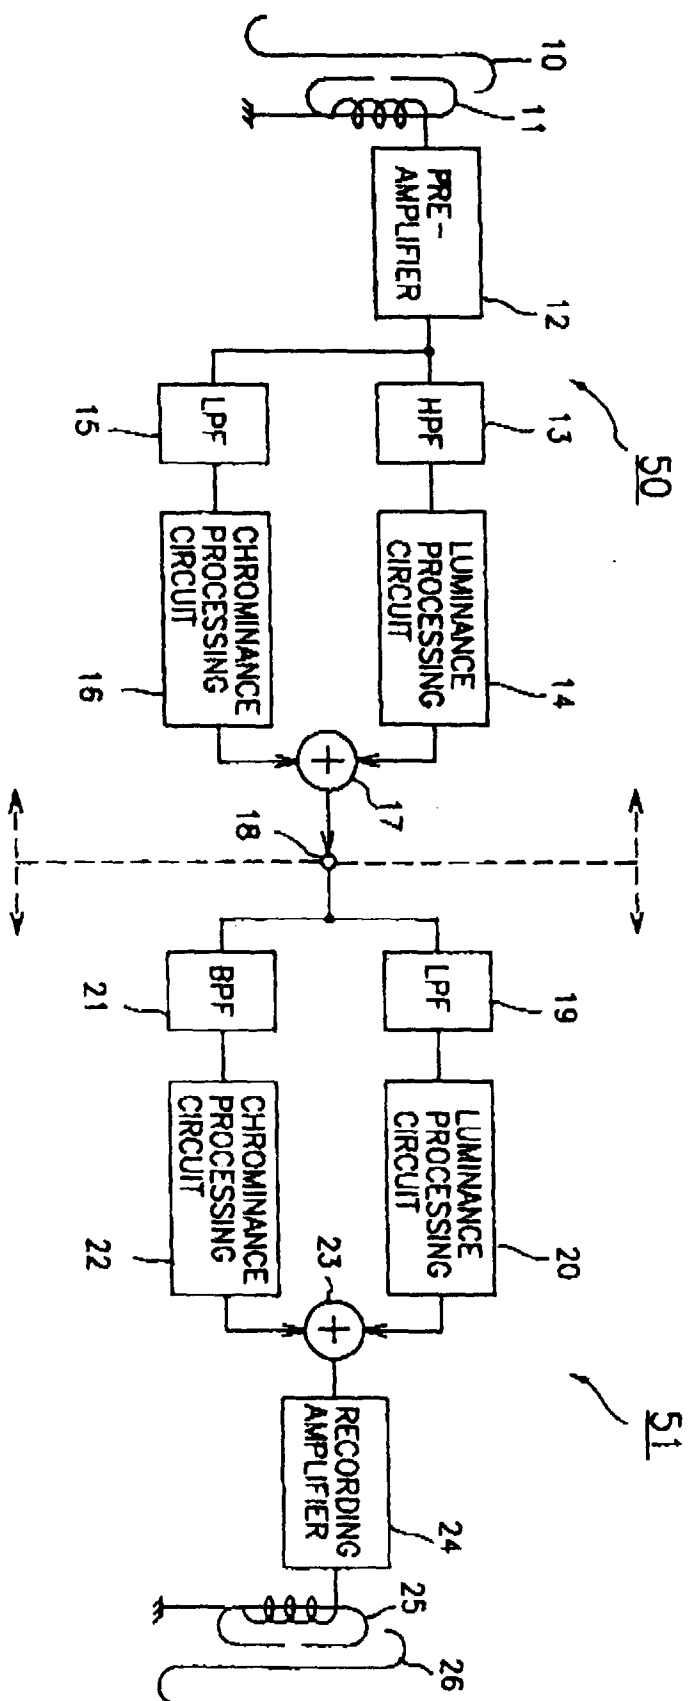 50
10
11
PRE-
AMPLIFIER
12
HPF
13
LUMINANCE
PROCESSING
CIRCUIT
14
LPF
15
CHROMINANCE
PROCESSING
CIRCUIT
16
+
17
18
51
LPF
19
LUMINANCE
PROCESSING
CIRCUIT
20
BPF
21
CHROMINANCE
PROCESSING
CIRCUIT
22
23
+
RECORDING
AMPLIFIER
24
25
26